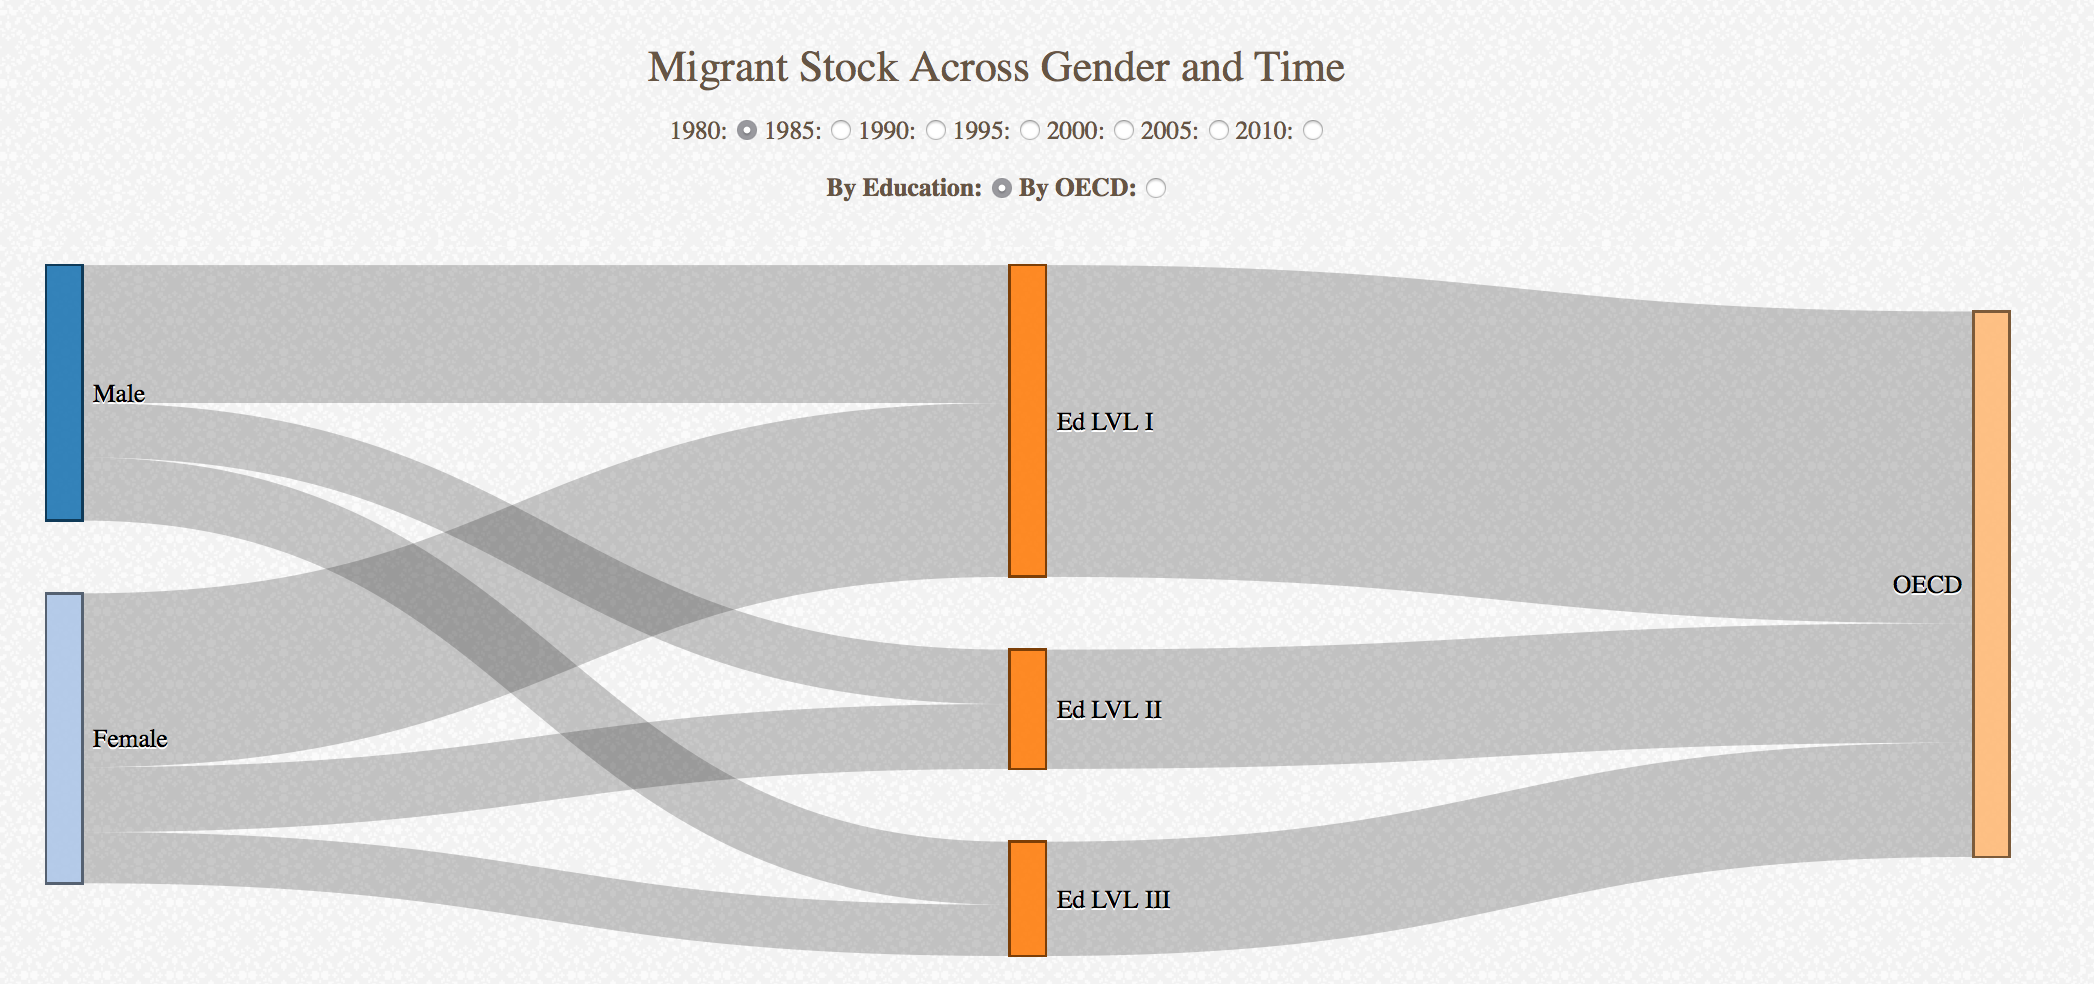 Migrant Stock Across Gender and Time
1980: 1985: 1990: 1995: 2000: 2005: 2010:
By Education: By OECD:
Male
Ed LVL I
OECD
Ed LVL II
Female
Ed LVL III